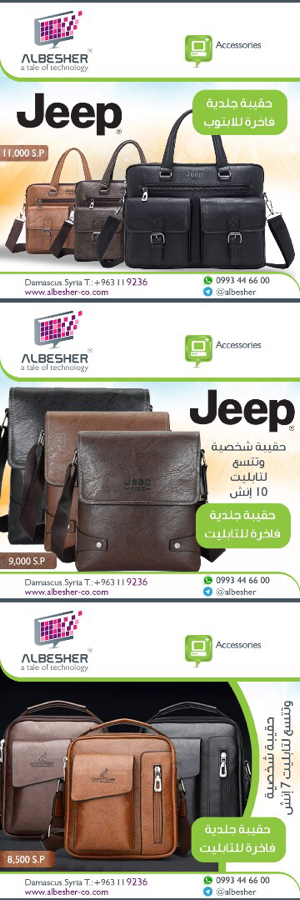 ALBESHER
a tale of technology
Accessories
Jeep
حقيبة جلدية
فاخرة للابتوب
11,000 S.P
Jeep
Damascus.Syria T.:+963 11 9236
0993 44 66 00
www.albesher-co.com
@albesher
ALBESHER
a tale of technology
Accessories
Jeep
حقيبة شخصية
وتتسع
لتابليت
10 إنش
Jeep
حقيبة جلدية
فاخرة للتابليت
9,000 S.P
Damascus.Syria T.:+963 11 9236
0993 44 66 00
www.albesher-co.com
@albesher
ALBESHER
a tale of technology
Accessories
حقيبة شخصية
وتتسع لتابليت 7 إنش
حقيبة جلدية
فاخرة للتابليت
8,500 S.P
Damascus.Syria T.:+963 11 9236
0993 44 66 00
www.albesher-co.com
@albesher